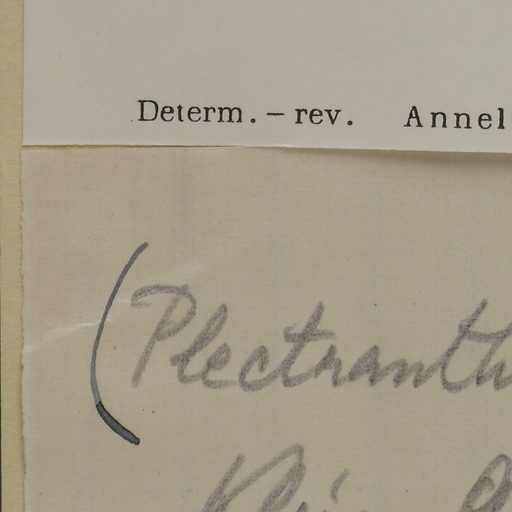 Determ. – rev. Annel
(Plectranth